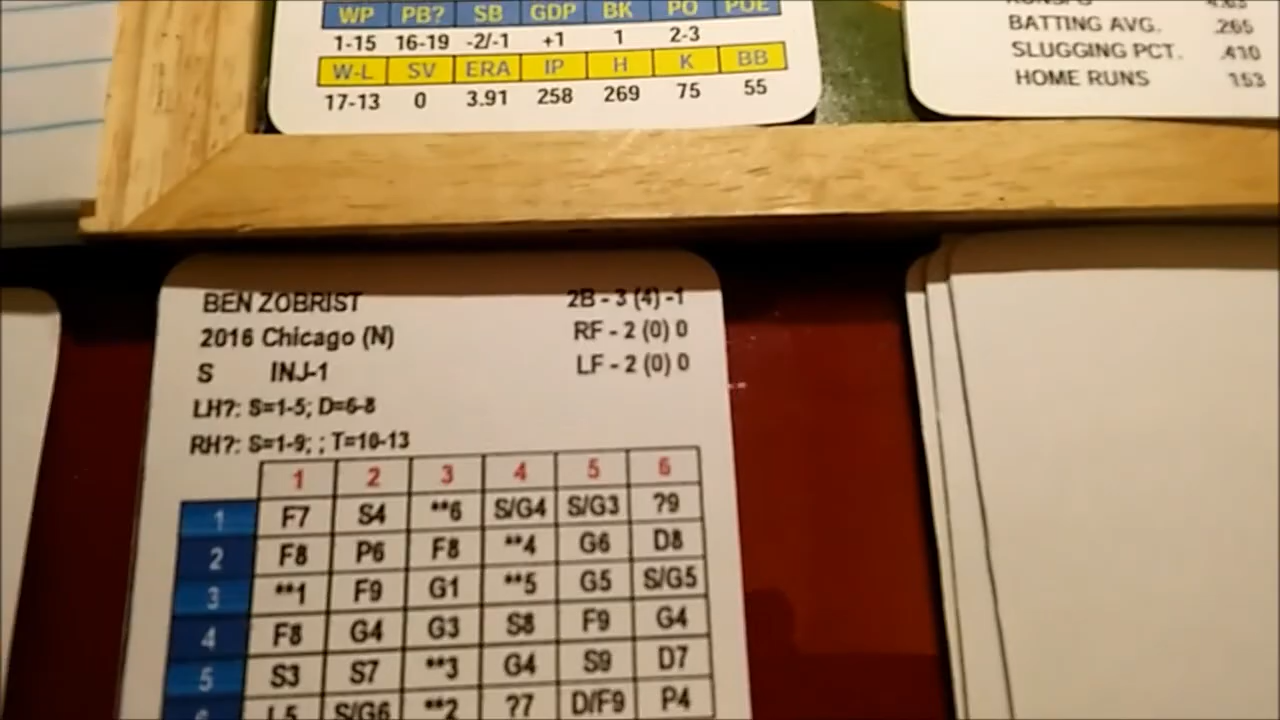 WP PB? SB GDP BK PO POE
1-15 16-19 -2/-1 +1 1 2-3
W-L SV ERA IP H K BB
17-13 0 3.91 258 269 75 55
BATTING AVG. .265
SLUGGING PCT. .410
HOME RUNS 153
BEN ZOBRIST 2B - 3 (4) -1
2016 Chicago (N) RF - 2 (0) 0
S INJ-1 LF - 2 (0) 0
LH?: S=1-5; D=6-8
RH?: S=1-9; ; T=10-13
1 2 3 4 5 6
1 F7 S4 **6 S/G4 S/G3 ?9
2 F8 P6 F8 **4 G6 D8
3 **1 F9 G1 **5 G5 S/G5
4 F8 G4 G3 S8 F9 G4
5 S3 S7 **3 G4 S9 D7
6 L5 S/G6 **2 ?7 D/F9 P4